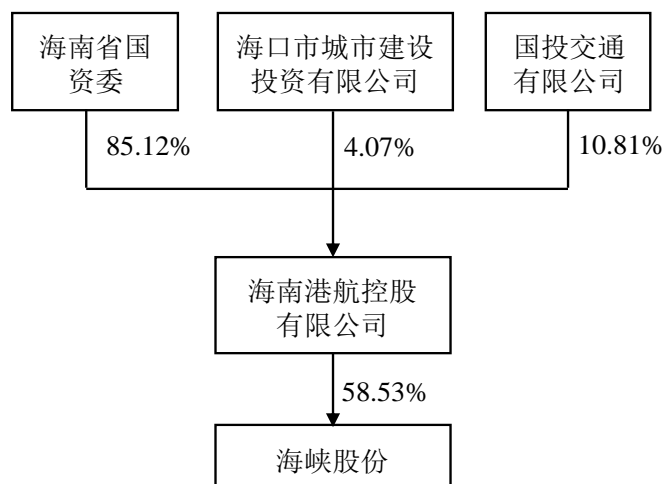 海南省国
资委
海口市城市建设
投资有限公司
国投交通
有限公司
85.12%
4.07%
10.81%
海南港航控股
有限公司
58.53%
海峡股份